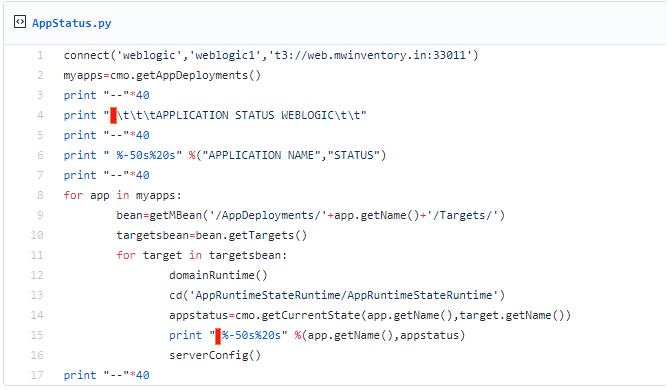 AppStatus.py
1 connect('weblogic','weblogic1','t3://web.mwinventory.in:33011')
2 myapps=cmo.getAppDeployments()
3 print "--"*40
4 print " \t\t\tAPPLICATION STATUS WEBLOGIC\t\t"
5 print "--"*40
6 print " %-50s%20s" %("APPLICATION NAME","STATUS")
7 print "--"*40
8 for app in myapps:
9 bean=getMBean('/AppDeployments/'+app.getName()+'/Targets/')
10 targetsbean=bean.getTargets()
11 for target in targetsbean:
12 domainRuntime()
13 cd('AppRuntimeStateRuntime/AppRuntimeStateRuntime')
14 appstatus=cmo.getCurrentState(app.getName(),target.getName())
15 print " %-50s%20s" %(app.getName(),appstatus)
16 serverConfig()
17 print "--"*40